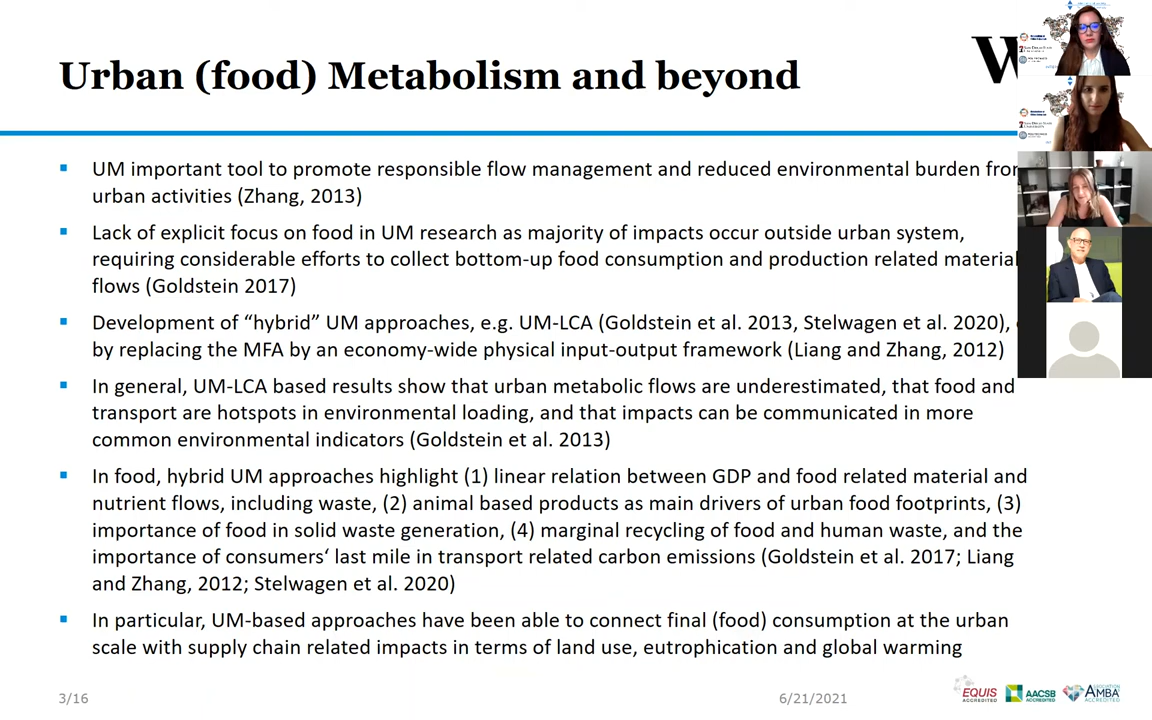 Urban (food) Metabolism and beyond
W
UM important tool to promote responsible flow management and reduced environmental burden from
urban activities (Zhang, 2013)
Lack of explicit focus on food in UM research as majority of impacts occur outside urban system,
requiring considerable efforts to collect bottom-up food consumption and production related material
flows (Goldstein 2017)
Development of “hybrid” UM approaches, e.g. UM-LCA (Goldstein et al. 2013, Stelwagen et al. 2020),
by replacing the MFA by an economy-wide physical input-output framework (Liang and Zhang, 2012)
In general, UM-LCA based results show that urban metabolic flows are underestimated, that food and
transport are hotspots in environmental loading, and that impacts can be communicated in more
common environmental indicators (Goldstein et al. 2013)
In food, hybrid UM approaches highlight (1) linear relation between GDP and food related material and
nutrient flows, including waste, (2) animal based products as main drivers of urban food footprints, (3)
importance of food in solid waste generation, (4) marginal recycling of food and human waste, and the
importance of consumers‘ last mile in transport related carbon emissions (Goldstein et al. 2017; Liang
and Zhang, 2012; Stelwagen et al. 2020)
In particular, UM-based approaches have been able to connect final (food) consumption at the urban
scale with supply chain related impacts in terms of land use, eutrophication and global warming
3/16
6/21/2021
EQUIS
ACCREDITED
AACSB
ACCREDITED
AMBA
ACCREDITED